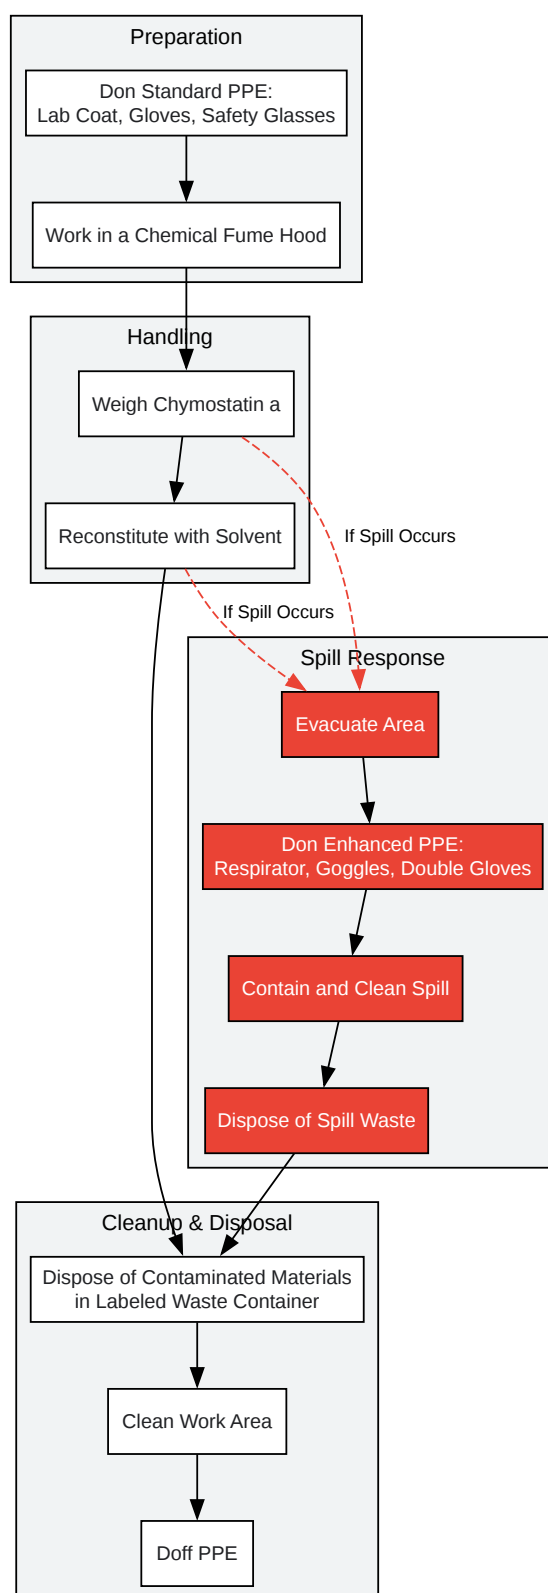 Preparation
Don Standard PPE:
Lab Coat, Gloves, Safety Glasses
Work in a Chemical Fume Hood
Handling
Weigh Chymostatin a
Reconstitute with Solvent
If Spill Occurs
If Spill Occurs
Spill Response
Evacuate Area
Don Enhanced PPE:
Respirator, Goggles, Double Gloves
Contain and Clean Spill
Dispose of Spill Waste
Cleanup & Disposal
Dispose of Contaminated Materials
in Labeled Waste Container
Clean Work Area
Doff PPE